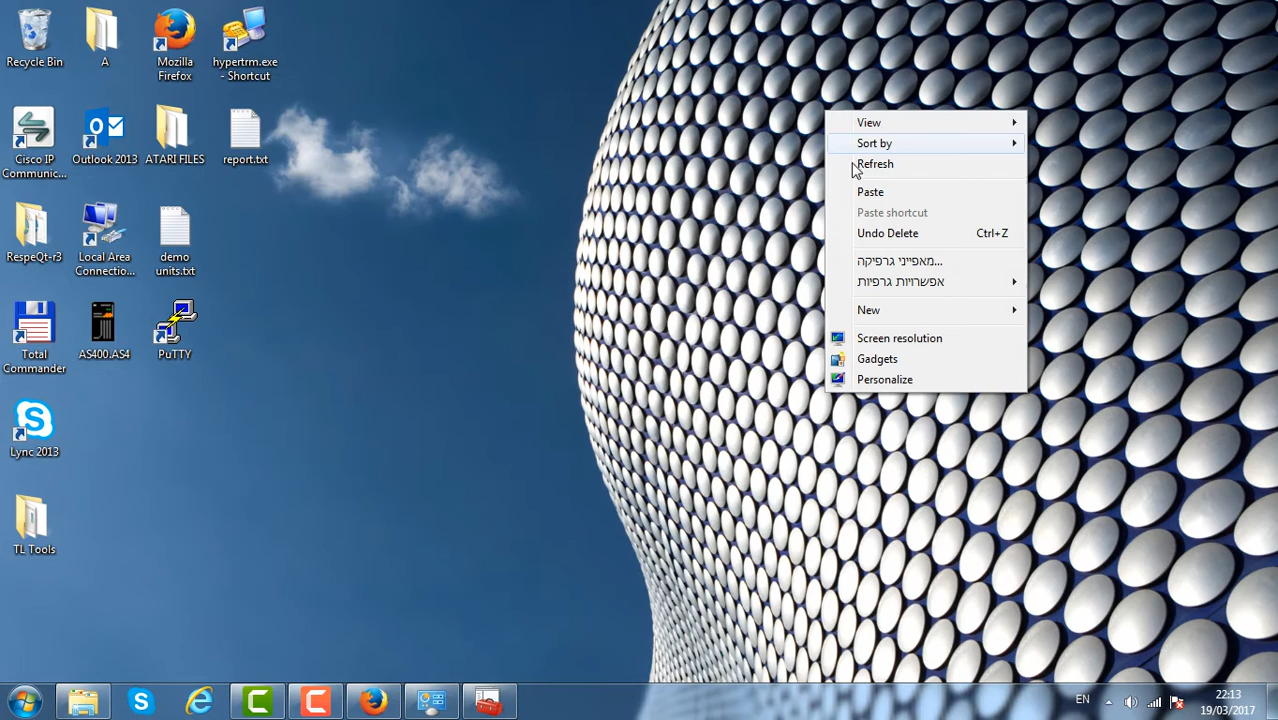 Recycle Bin
A
Mozilla
Firefox
hypertrm.exe
- Shortcut
Cisco IP
Communic...
Outlook 2013
ATARI FILES
report.txt
RespeQt-r3
Local Area
Connectio...
demo
units.txt
Total
Commander
AS400.AS4
PuTTY
Lync 2013
TL Tools
View
Sort by
Refresh
Paste
Paste shortcut
Undo Delete Ctrl+Z
מאפייני גרפיקה...
אפשרויות גרפיות
New
Screen resolution
Gadgets
Personalize
EN
22:13
19/03/2017